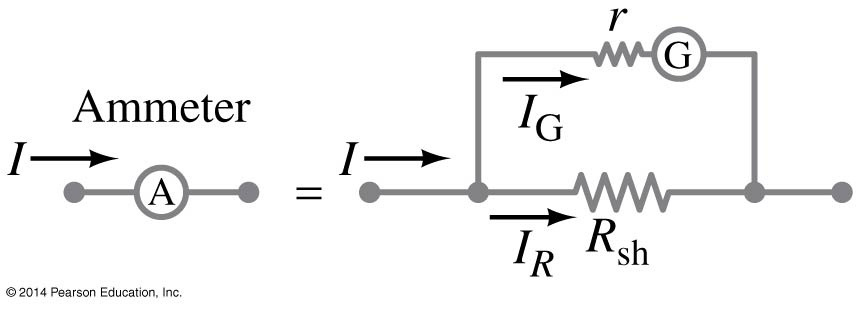 r
G
Ammeter
I_G
I
I
A
=
I_R
R_sh
© 2014 Pearson Education, Inc.